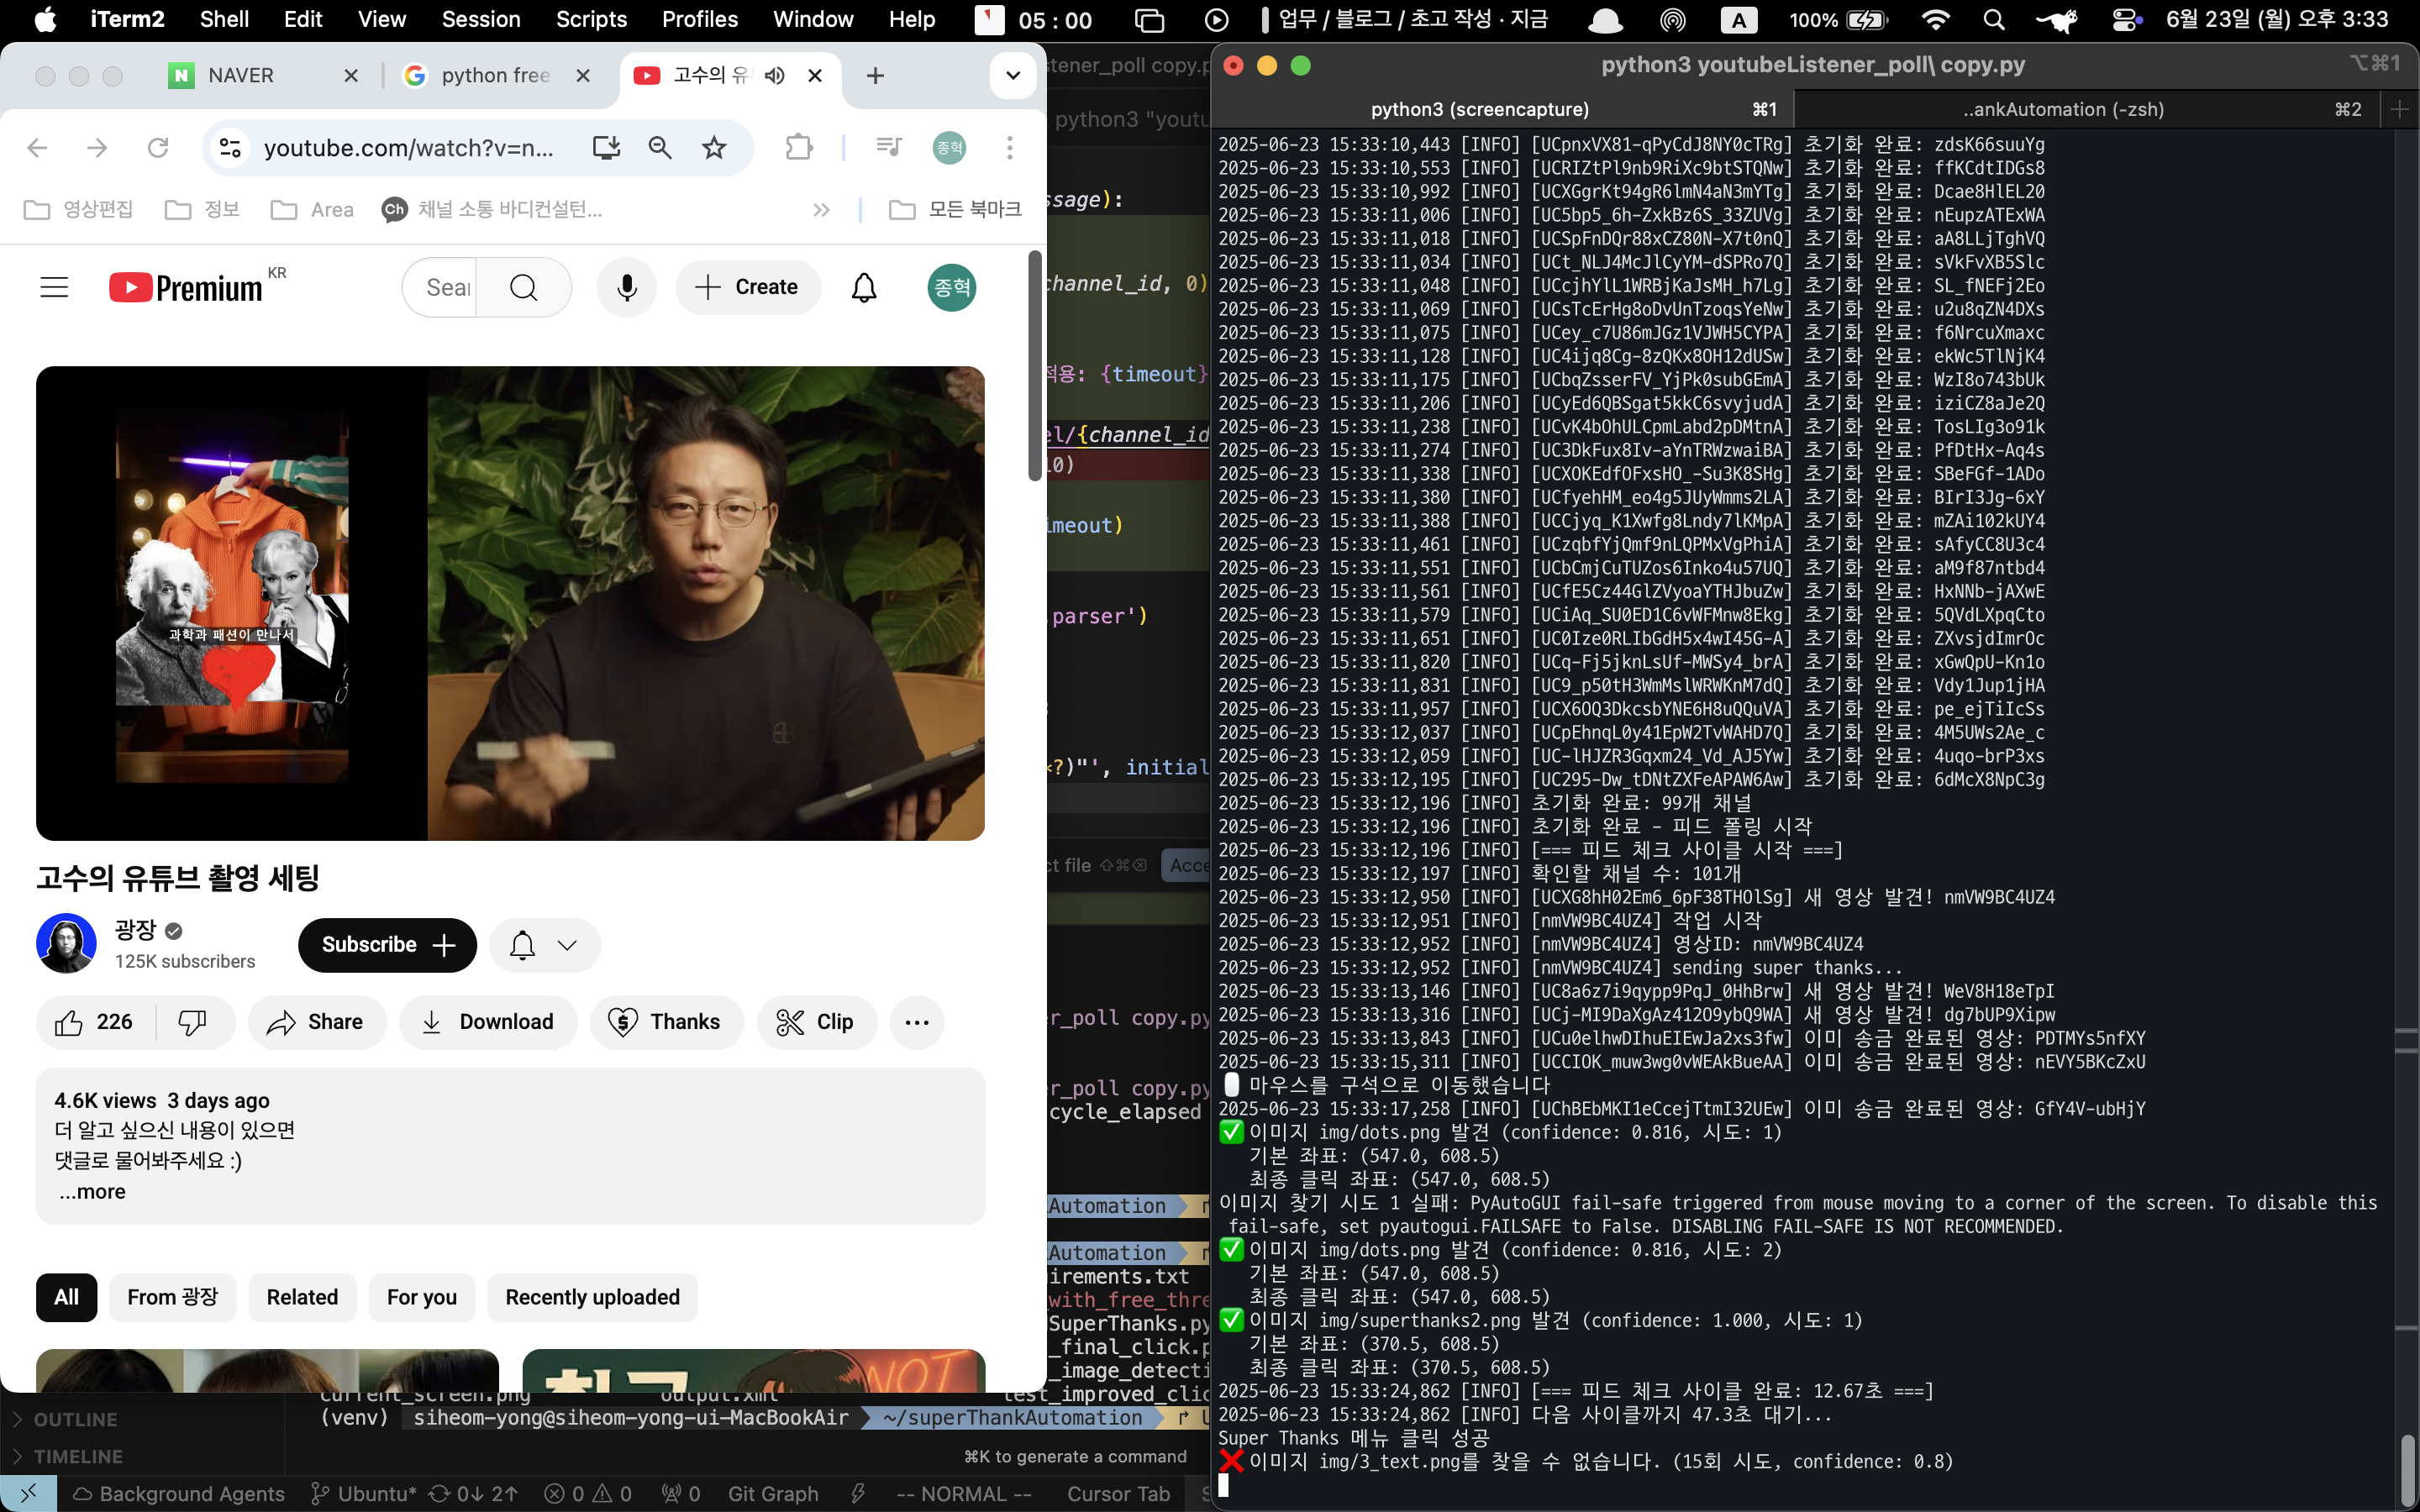 iTerm2 Shell Edit View Session Scripts Profiles Window Help 05 : 00 업무 / 블로그 / 초고 작성 · 지금 A 100% 6월 23일 (월) 오후 3:33
NAVER
python free
고수의 유
youtube.com/watch?v=n...
종혁
영상편집
정보
Area
Ch 채널 소통 바디컨설턴...
모든 북마크
Premium KR
Sear
Create
종혁
과학과 패션이 만나서
고수의 유튜브 촬영 세팅
광장
125K subscribers
Subscribe
226
Share
Download
Thanks
Clip
4.6K views 3 days ago
더 알고 싶으신 내용이 있으면
댓글로 물어봐주세요 :)
...more
All
From 광장
Related
For you
Recently uploaded
NOT
stener_poll copy.p
python3 "youtu
ssage):
channel_id, 0)
적용: {timeout}
el/{channel_id
10)
imeout)
parser')
<?)"', initial
ct file ⇧⌘⌫ Acce
er_poll copy.py
er_poll copy.py
cycle_elapsed
kAutomation
kAutomation
irements.txt
_with_free_thre
SuperThanks.py
_final_click.p
_image_detecti
current_screen.png output.xml test_improved_clic
(venv) siheom-yong@siheom-yong-ui-MacBookAir ~/superThankAutomation
OUTLINE
TIMELINE
⌘K to generate a command
Background Agents Ubuntu* 0↓ 2↑ 0 0 0 Git Graph -- NORMAL -- Cursor Tab
python3 youtubeListener_poll\ copy.py ⌥⌘1
python3 (screencapture) ⌘1
..ankAutomation (-zsh) ⌘2
2025-06-23 15:33:10,443 [INFO] [UCpnxVX81-qPyCdJ8NY0cTRg] 초기화 완료: zdsK66suuYg
2025-06-23 15:33:10,553 [INFO] [UCRIZtPl9nb9RiXc9btSTQNw] 초기화 완료: ffKCdtIDGs8
2025-06-23 15:33:10,992 [INFO] [UCXGgrKt94gR6lmN4aN3mYTg] 초기화 완료: Dcae8HlEL20
2025-06-23 15:33:11,006 [INFO] [UC5bp5_6h-ZxkBz6S_33ZUVg] 초기화 완료: nEupzATExWA
2025-06-23 15:33:11,018 [INFO] [UCSpFnDQr88xCZ80N-X7t0nQ] 초기화 완료: aA8LLjTghVQ
2025-06-23 15:33:11,034 [INFO] [UCt_NLJ4McJlCyYM-dSPRo7Q] 초기화 완료: sVkFvXB5Slc
2025-06-23 15:33:11,048 [INFO] [UCcjhYlL1WRBjKaJsMH_h7Lg] 초기화 완료: SL_fNEFj2Eo
2025-06-23 15:33:11,069 [INFO] [UCsTcErHg8oDvUnTzoqsYeNw] 초기화 완료: u2u8qZN4DXs
2025-06-23 15:33:11,075 [INFO] [UCey_c7U86mJGz1VJWH5CYPA] 초기화 완료: f6NrcuXmaxc
2025-06-23 15:33:11,128 [INFO] [UC4ijq8Cg-8zQKx8OH12dUSw] 초기화 완료: ekWc5TlNjK4
2025-06-23 15:33:11,175 [INFO] [UCbqZsserFV_YjPk0subGEmA] 초기화 완료: WzI8o743bUk
2025-06-23 15:33:11,206 [INFO] [UCyEd6QBSgat5kkC6svyjudA] 초기화 완료: iziCZ8aJe2Q
2025-06-23 15:33:11,238 [INFO] [UCvK4bOhULCpmLabd2pDMtnA] 초기화 완료: TosLIg3o91k
2025-06-23 15:33:11,274 [INFO] [UC3DkFux8Iv-aYnTRWzwaiBA] 초기화 완료: PfDtHx-Aq4s
2025-06-23 15:33:11,338 [INFO] [UCXOKEdfOFxsHO_-Su3K8SHg] 초기화 완료: SBeFGf-1ADo
2025-06-23 15:33:11,380 [INFO] [UCfyehHM_eo4g5JUyWmms2LA] 초기화 완료: BIrI3Jg-6xY
2025-06-23 15:33:11,388 [INFO] [UCCjyq_K1Xwfg8Lndy7lKMpA] 초기화 완료: mZAi102kUY4
2025-06-23 15:33:11,461 [INFO] [UCzqbfYjQmf9nLQPMxVgPhiA] 초기화 완료: sAfyCC8U3c4
2025-06-23 15:33:11,551 [INFO] [UCbCmjCuTUZos6Inko4u57UQ] 초기화 완료: aM9f87ntbd4
2025-06-23 15:33:11,561 [INFO] [UCfE5Cz44GlZVyoaYTHJbuZw] 초기화 완료: HxNNb-jAXwE
2025-06-23 15:33:11,579 [INFO] [UCiAq_SU0ED1C6vWFMnw8Ekg] 초기화 완료: 5QVdLXpqCto
2025-06-23 15:33:11,651 [INFO] [UC0Ize0RLIbGdH5x4wI45G-A] 초기화 완료: ZXvsjdImrOc
2025-06-23 15:33:11,820 [INFO] [UCq-Fj5jknLsUf-MWSy4_brA] 초기화 완료: xGwQpU-Kn1o
2025-06-23 15:33:11,831 [INFO] [UC9_p50tH3WmMslWRWKnM7dQ] 초기화 완료: Vdy1Jup1jHA
2025-06-23 15:33:11,957 [INFO] [UCX6OQ3DkcsbYNE6H8uQQuVA] 초기화 완료: pe_ejTiIcSs
2025-06-23 15:33:12,037 [INFO] [UCpEhnqL0y41EpW2TvWAHD7Q] 초기화 완료: 4M5UWs2Ae_c
2025-06-23 15:33:12,059 [INFO] [UC-lHJZR3Gqxm24_Vd_AJ5Yw] 초기화 완료: 4uqo-brP3xs
2025-06-23 15:33:12,195 [INFO] [UC295-Dw_tDNtZXFeAPAW6Aw] 초기화 완료: 6dMcX8NpC3g
2025-06-23 15:33:12,196 [INFO] 초기화 완료: 99개 채널
2025-06-23 15:33:12,196 [INFO] 초기화 완료 - 피드 폴링 시작
2025-06-23 15:33:12,196 [INFO] [=== 피드 체크 사이클 시작 ===]
2025-06-23 15:33:12,197 [INFO] 확인할 채널 수: 101개
2025-06-23 15:33:12,950 [INFO] [UCXG8hH02Em6_6pF38THOlSg] 새 영상 발견! nmVW9BC4UZ4
2025-06-23 15:33:12,951 [INFO] [nmVW9BC4UZ4] 작업 시작
2025-06-23 15:33:12,952 [INFO] [nmVW9BC4UZ4] 영상ID: nmVW9BC4UZ4
2025-06-23 15:33:12,952 [INFO] [nmVW9BC4UZ4] sending super thanks...
2025-06-23 15:33:13,146 [INFO] [UC8a6z7i9qypp9PqJ_0HhBrw] 새 영상 발견! WeV8H18eTpI
2025-06-23 15:33:13,316 [INFO] [UCj-MI9DaXgAz412O9ybQ9WA] 새 영상 발견! dg7bUP9Xipw
2025-06-23 15:33:13,843 [INFO] [UCu0elhwDIhuEIEwJa2xs3fw] 이미 송금 완료된 영상: PDTMYs5nfXY
2025-06-23 15:33:15,311 [INFO] [UCCIOK_muw3wg0vWEAkBueAA] 이미 송금 완료된 영상: nEVY5BKcZxU
마우스를 구석으로 이동했습니다
2025-06-23 15:33:17,258 [INFO] [UChBEbMKI1eCcejTtmI32UEw] 이미 송금 완료된 영상: GfY4V-ubHjY
✅ 이미지 img/dots.png 발견 (confidence: 0.816, 시도: 1)
기본 좌표: (547.0, 608.5)
최종 클릭 좌표: (547.0, 608.5)
이미지 찾기 시도 1 실패: PyAutoGUI fail-safe triggered from mouse moving to a corner of the screen. To disable this
fail-safe, set pyautogui.FAILSAFE to False. DISABLING FAIL-SAFE IS NOT RECOMMENDED.
✅ 이미지 img/dots.png 발견 (confidence: 0.816, 시도: 2)
기본 좌표: (547.0, 608.5)
최종 클릭 좌표: (547.0, 608.5)
✅ 이미지 img/superthanks2.png 발견 (confidence: 1.000, 시도: 1)
기본 좌표: (370.5, 608.5)
최종 클릭 좌표: (370.5, 608.5)
2025-06-23 15:33:24,862 [INFO] [=== 피드 체크 사이클 완료: 12.67초 ===]
2025-06-23 15:33:24,862 [INFO] 다음 사이클까지 47.3초 대기...
Super Thanks 메뉴 클릭 성공
❌ 이미지 img/3_text.png를 찾을 수 없습니다. (15회 시도, confidence: 0.8)